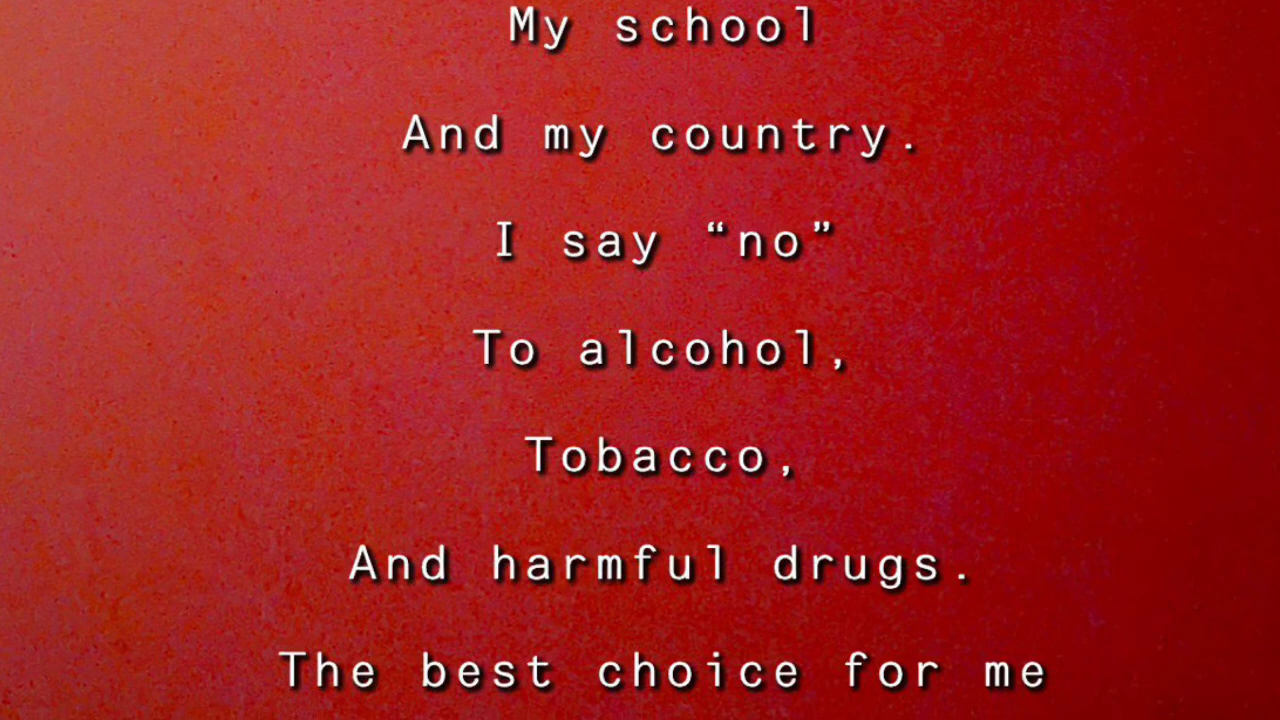 My school
And my country.
I say “no”
To alcohol,
Tobacco,
And harmful drugs.
The best choice for me